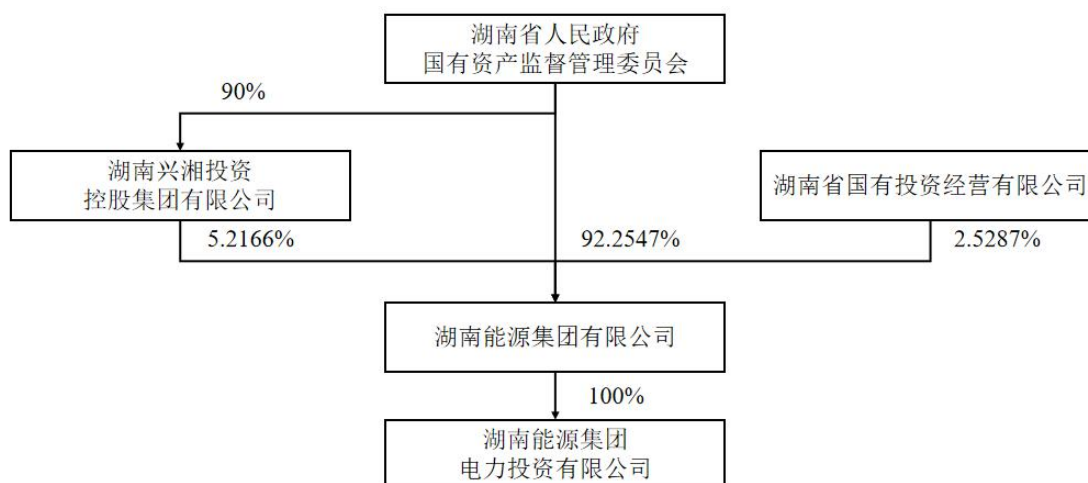 湖南省人民政府
国有资产监督管理委员会
90%
湖南兴湘投资
控股集团有限公司
湖南省国有投资经营有限公司
5.2166%
92.2547%
2.5287%
湖南能源集团有限公司
100%
湖南能源集团
电力投资有限公司